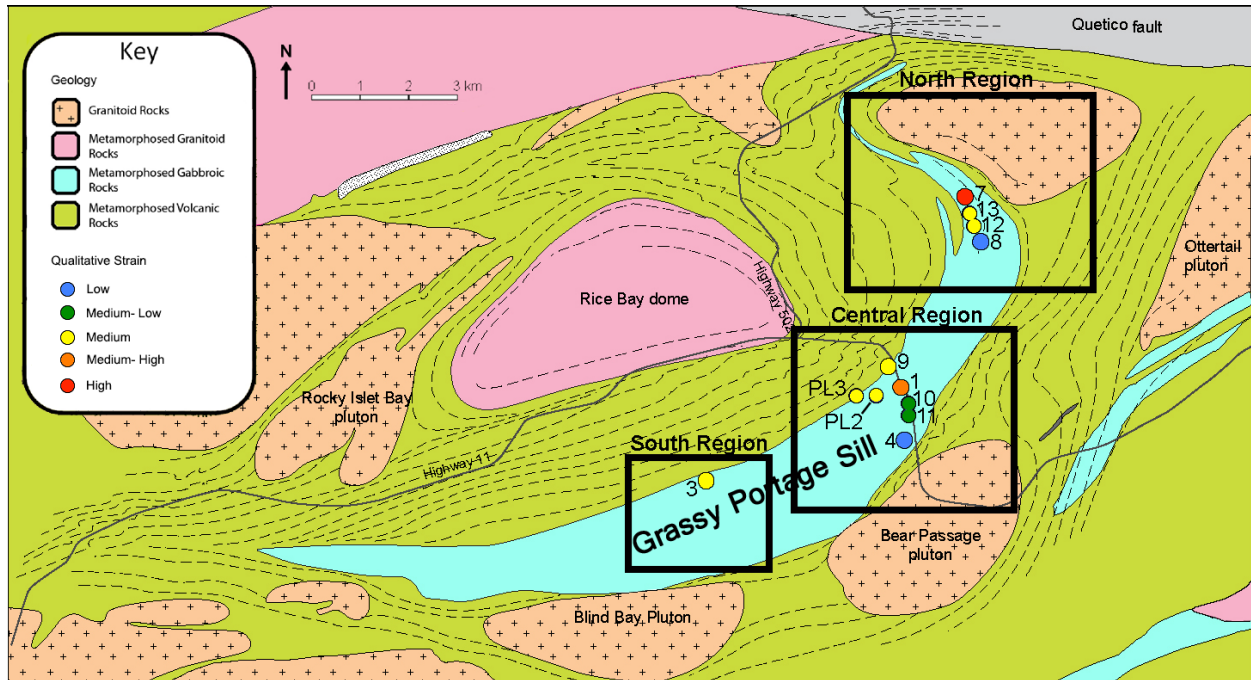 Key
Geology
Granitoid Rocks
Metamorphosed Granitoid
Rocks
Metamorphosed Gabbroic
Rocks
Metamorphosed Volcanic
Rocks
Qualitative Strain
Low
Medium- Low
Medium
Medium- High
High
N
0 1 2 3 km
Quetico fault
North Region
7
13
12
8
Ottertail
pluton
Highway 502
Rice Bay dome
Central Region
9
PL3
1
10
PL2
11
4
Rocky Islet Bay
pluton
Highway 11
South Region
3
Grassy Portage Sill
Bear Passage
pluton
Blind Bay Pluton